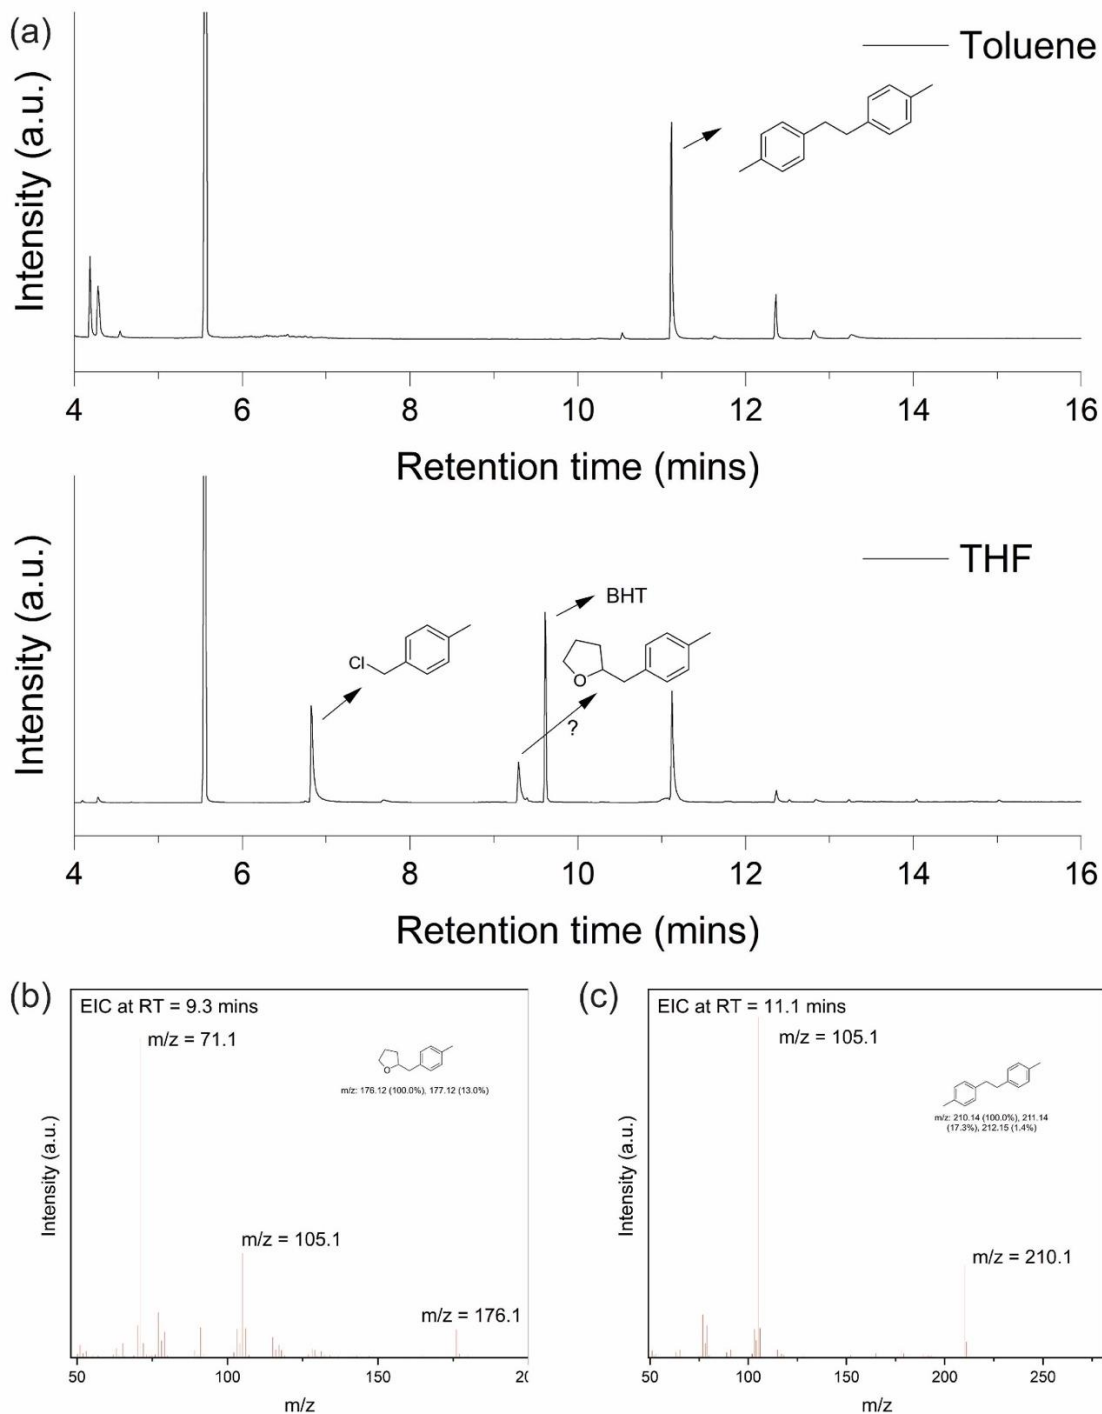 (a)
Intensity (a.u.)
Toluene
4 6 8 10 12 14 16
Retention time (mins)
Intensity (a.u.)
THF
Cl
BHT
O
?
4 6 8 10 12 14 16
Retention time (mins)
(b)
EIC at RT = 9.3 mins
m/z = 71.1
O
m/z: 176.12 (100.0%), 177.12 (13.0%)
m/z = 105.1
m/z = 176.1
Intensity (a.u.)
50 100 150 20
m/z
(c)
EIC at RT = 11.1 mins
m/z = 105.1
m/z: 210.14 (100.0%), 211.14
(17.3%), 212.15 (1.4%)
m/z = 210.1
Intensity (a.u.)
50 100 150 200 250
m/z